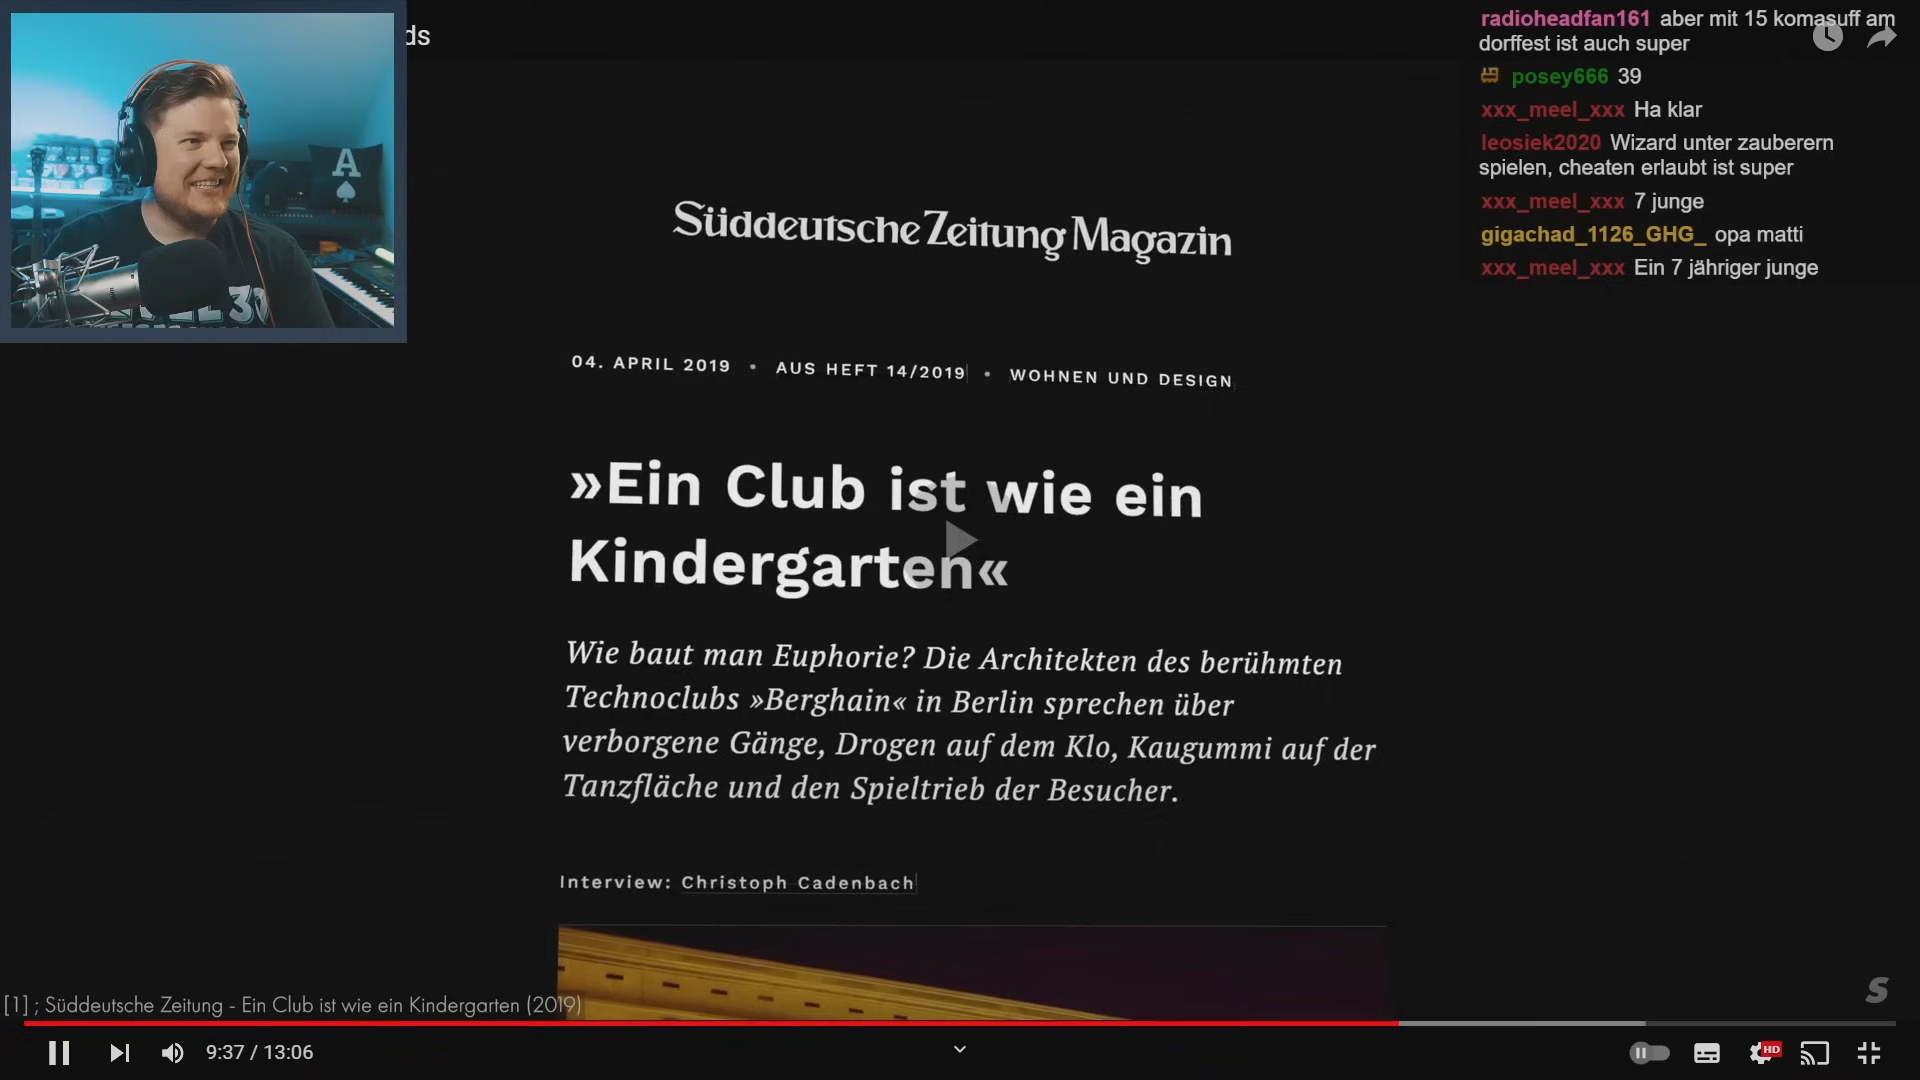 ds
radioheadfan161 aber mit 15 komasuff am
dorffest ist auch super
posey666 39
xxx_meel_xxx Ha klar
leosiek2020 Wizard unter zauberern
spielen, cheaten erlaubt ist super
xxx_meel_xxx 7 junge
gigachad_1126_GHG_ opa matti
xxx_meel_xxx Ein 7 jähriger junge
A
Süddeutsche Zeitung Magazin
04. APRIL 2019 • AUS HEFT 14/2019 • WOHNEN UND DESIGN
»Ein Club ist wie ein
Kindergarten«
Wie baut man Euphorie? Die Architekten des berühmten
Technoclubs »Berghain« in Berlin sprechen über
verborgene Gänge, Drogen auf dem Klo, Kaugummi auf der
Tanzfläche und den Spieltrieb der Besucher.
Interview: Christoph Cadenbach
S
[1] ; Süddeutsche Zeitung - Ein Club ist wie ein Kindergarten (2019)
9:37 / 13:06
HD